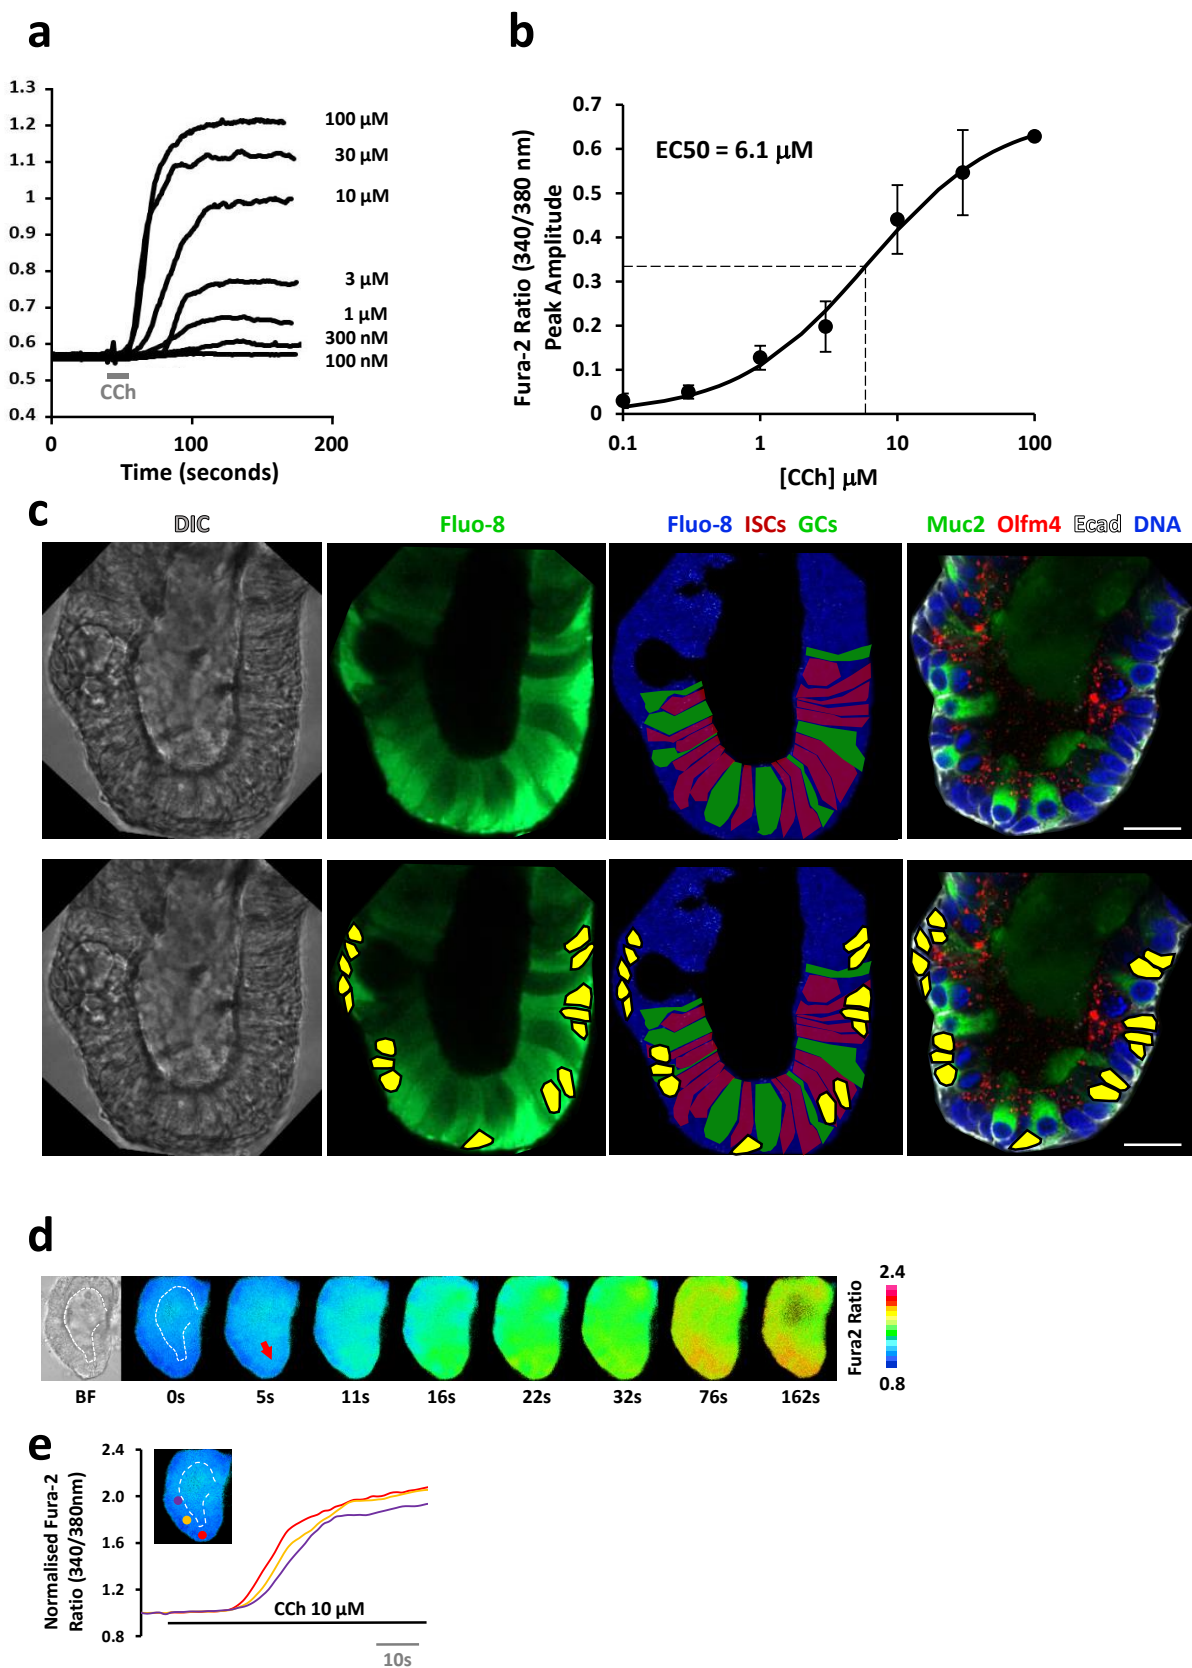 a
1.3
1.2
1.1
1
0.9
0.8
0.7
0.6
0.5
0.4
100 µM
30 µM
10 µM
3 µM
1 µM
300 nM
100 nM
CCh
0
100
200
Time (seconds)
b
Fura-2 Ratio (340/380 nm)
Peak Amplitude
0.7
0.6
0.5
0.4
0.3
0.2
0.1
0
EC50 = 6.1 µM
0.1
1
10
100
[CCh] µM
c
DIC
Fluo-8
Fluo-8 ISCs GCs
Muc2 Olfm4 Ecad DNA
d
BF
0s
5s
11s
16s
22s
32s
76s
162s
Fura2 Ratio
2.4
0.8
e
Normalised Fura-2
Ratio (340/380nm)
2.4
2.0
1.6
1.2
0.8
CCh 10 µM
10s